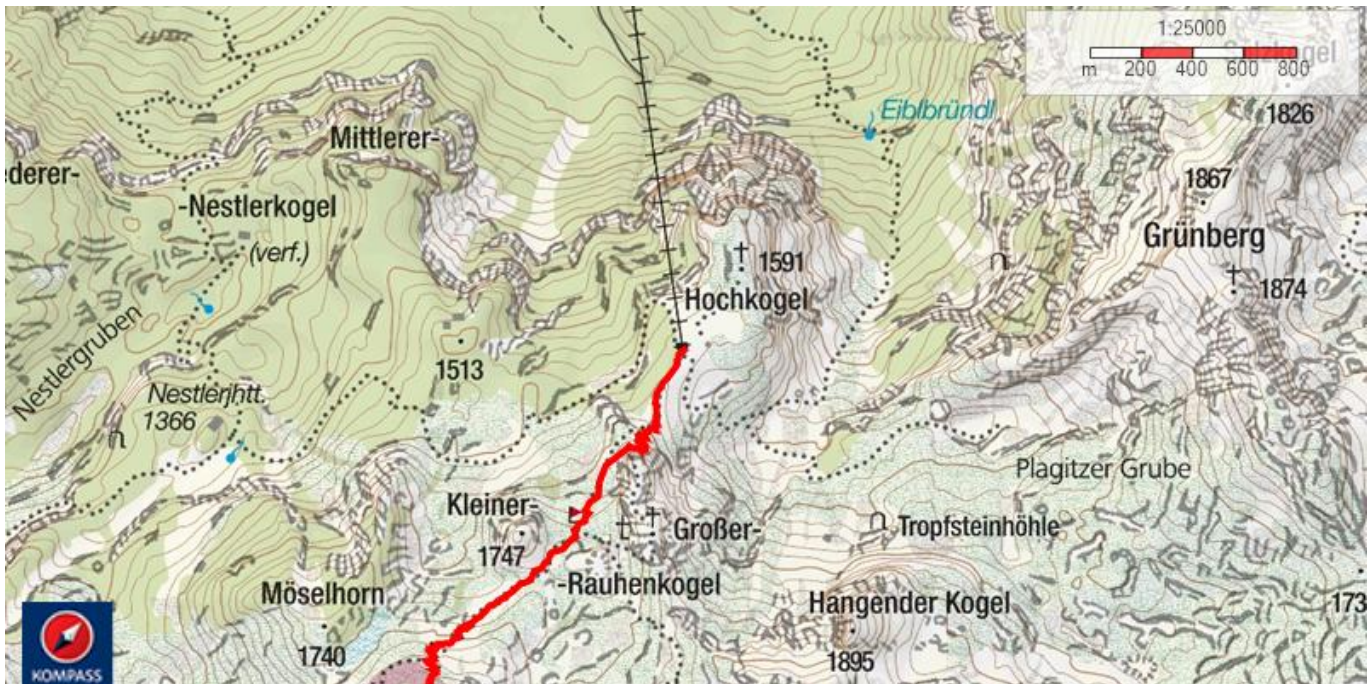 1:25000
m 200 400 600 800
1826
Eiblbründl
Mittlerer-
ederer-
1867
-Nestlerkogel
Grünberg
(verf.)
1591
1874
Hochkogel
Nestlergruben
1513
Nestlerjhtt.
1366
Plagitzer Grube
Kleiner-
Großer-
Tropfsteinhöhle
1747
-Rauhenkogel
Möselhorn
Hangender Kogel
173
1740
1895
KOMPASS